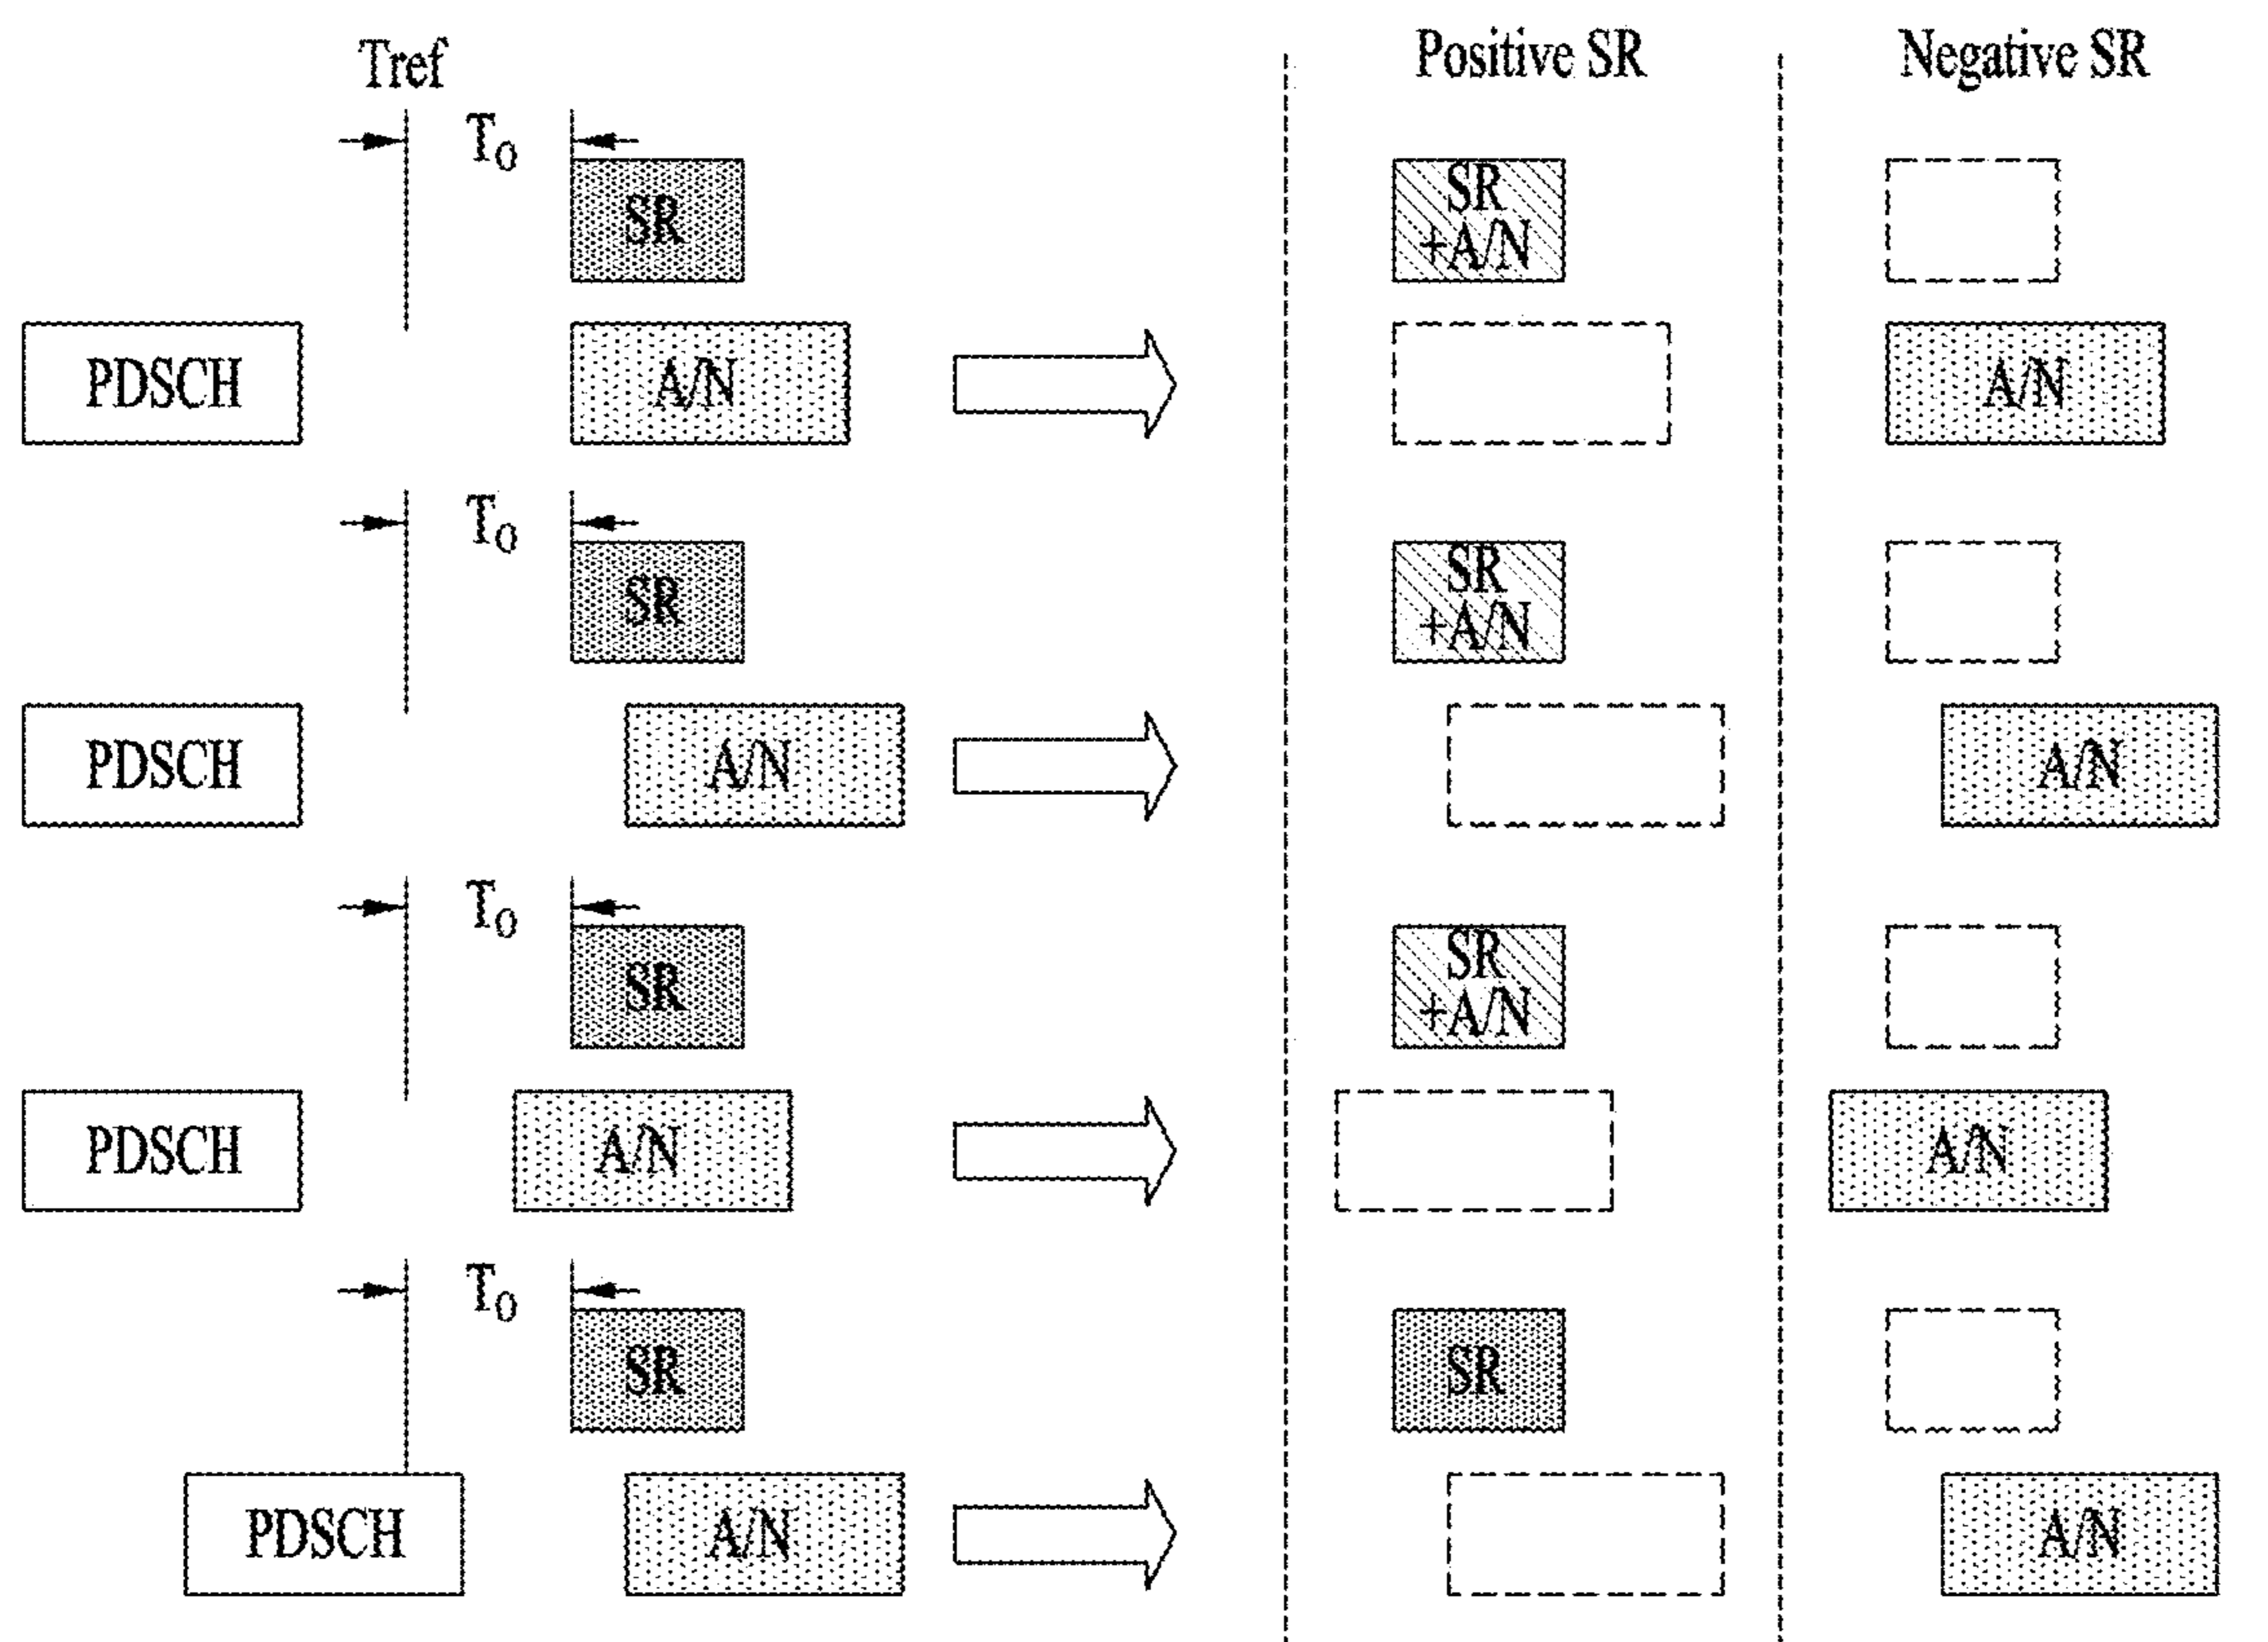 Tref
Positive SR
Negative SR
T0
SR
SR
+A/N
PDSCH
A/N
A/N
T0
SR
SR
+A/N
PDSCH
A/N
A/N
T0
SR
SR
+A/N
PDSCH
A/N
A/N
T0
SR
SR
PDSCH
A/N
A/N